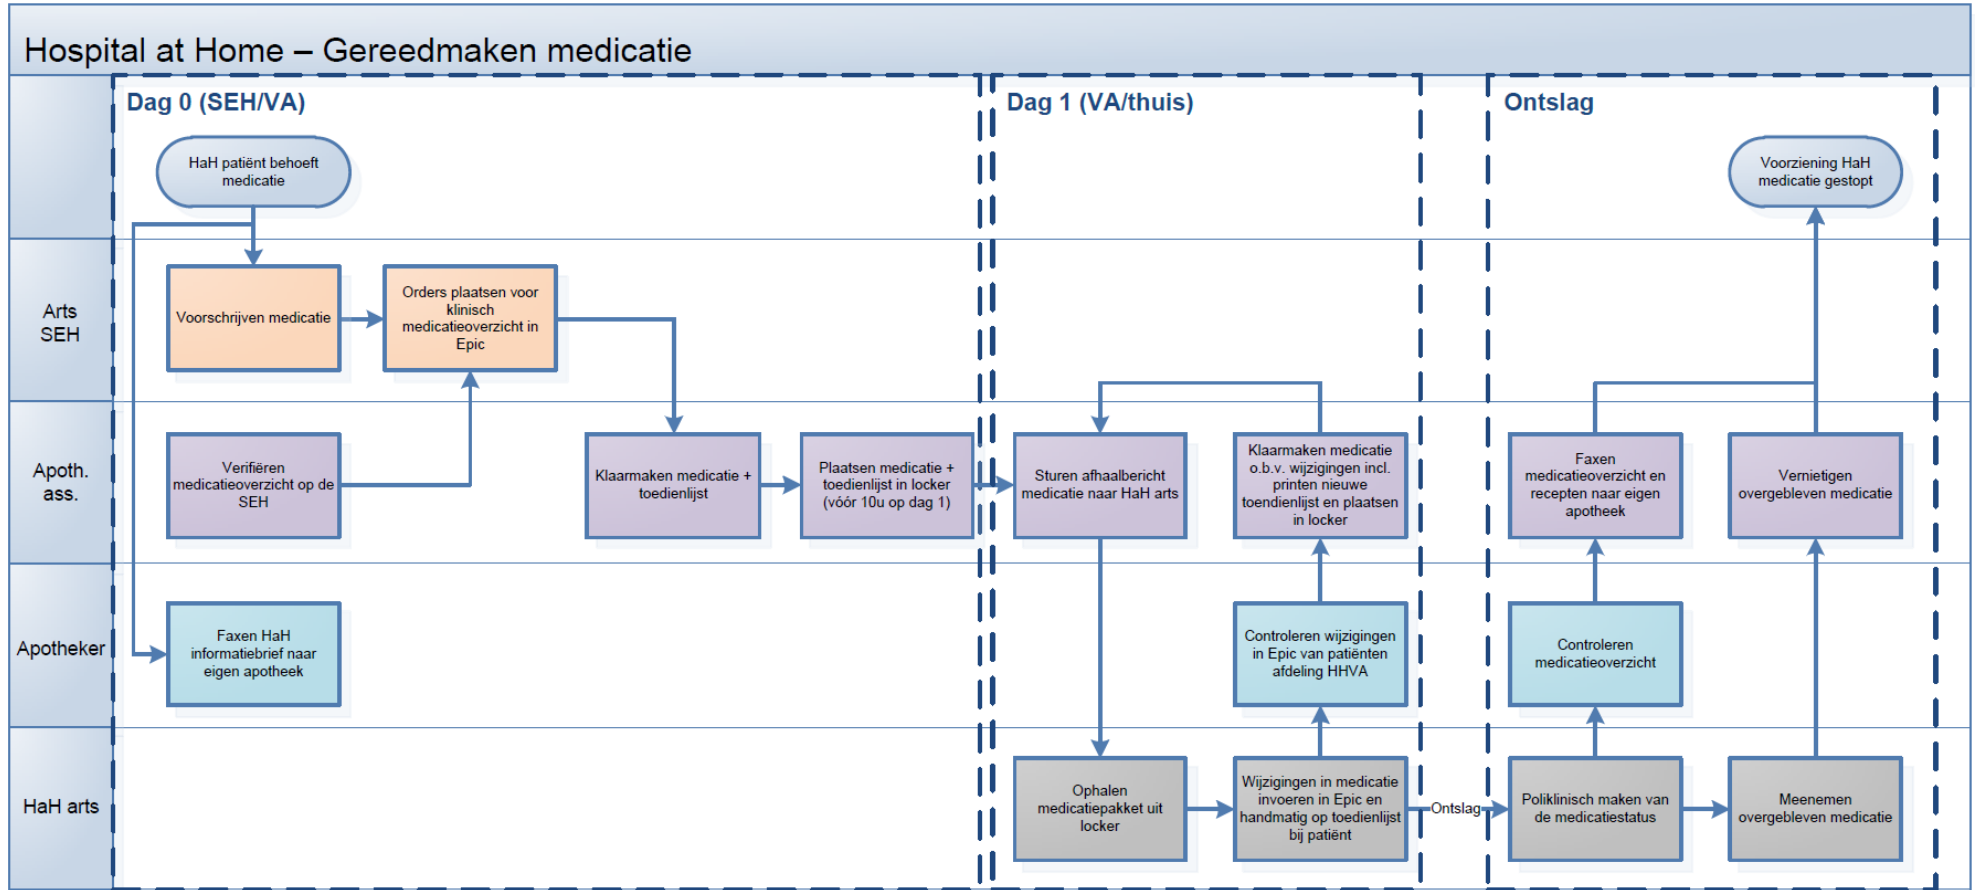 Hospital at Home – Gereedmaken medicatie
Dag 0 (SEH/VA)
Dag 1 (VA/thuis)
Ontslag
HaH patiënt behoeft
medicatie
Voorziening HaH
medicatie gestopt
Arts
SEH
Voorschrijven medicatie
Orders plaatsen voor
klinisch
medicatieoverzicht in
Epic
Apoth.
ass.
Verifiëren
medicatieoverzicht op de
SEH
Klaarmaken medicatie +
toedienlijst
Plaatsen medicatie +
toedienlijst in locker
(vóór 10u op dag 1)
Sturen afhaalbericht
medicatie naar HaH arts
Klaarmaken medicatie
o.b.v. wijzigingen incl.
printen nieuwe
toendienlijst en plaatsen
in locker
Faxen
medicatieoverzicht en
recepten naar eigen
apotheek
Vernietigen
overgebleven medicatie
Apotheker
Faxen HaH
informatiebrief naar
eigen apotheek
Controleren wijzigingen
in Epic van patiënten
afdeling HHVA
Controleren
medicatieoverzicht
HaH arts
Ophalen
medicatiepakket uit
locker
Wijzigingen in medicatie
invoeren in Epic en
handmatig op toedienlijst
bij patiënt
Ontslag
Poliklinisch maken van
de medicatiestatus
Meenemen
overgebleven medicatie